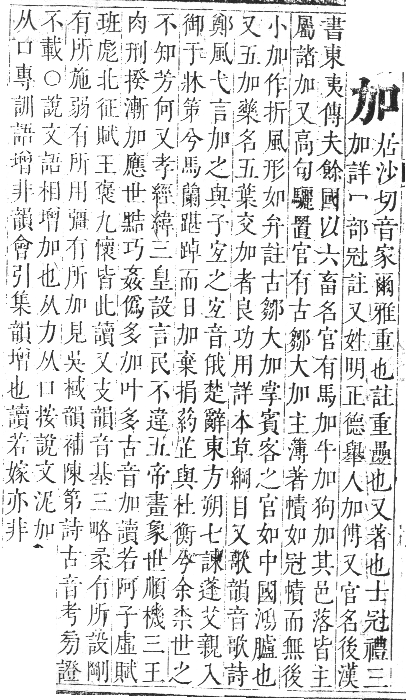 加
居沙切音家爾雅重也註重疊也又著也士冠禮三
加詳冖部冠註又姓明正德舉人加傅又官名後漢
書東夷傳夫餘國以六畜名官有馬加牛加狗加其邑落皆主
屬諸加又高句驪置官有古鄒大加主薄著幘如冠幘而無後
小加作折風形如弁註古鄒大加掌賓客之官如中國鴻臚也
又五加藥名五葉交加者良功用詳本草綱目又歌韻音歌詩
鄭風弋言加之與子宜之宜音俄楚辭東方朔七諫蓬艾親入
御于牀第兮馬蘭踸踔而日加棄捐葯芷與杜衡兮余柰世之
不知芳何又孝經緯三皇設言民不違五帝畫象世順機三王
肉刑揆漸加應世黠巧姦僞多加叶多古音加讀若阿子虛賦
班彪北征賦王褒九懷皆此讀又支韻音基三略柔有所設剛
有所施弱有所用彊有所加見吳棫韻補陳第詩古音考旁證
不載○說文語相增加也从力从口按說文泥加
从口專訓語增非韻會引集韻增也讀若嫁亦非